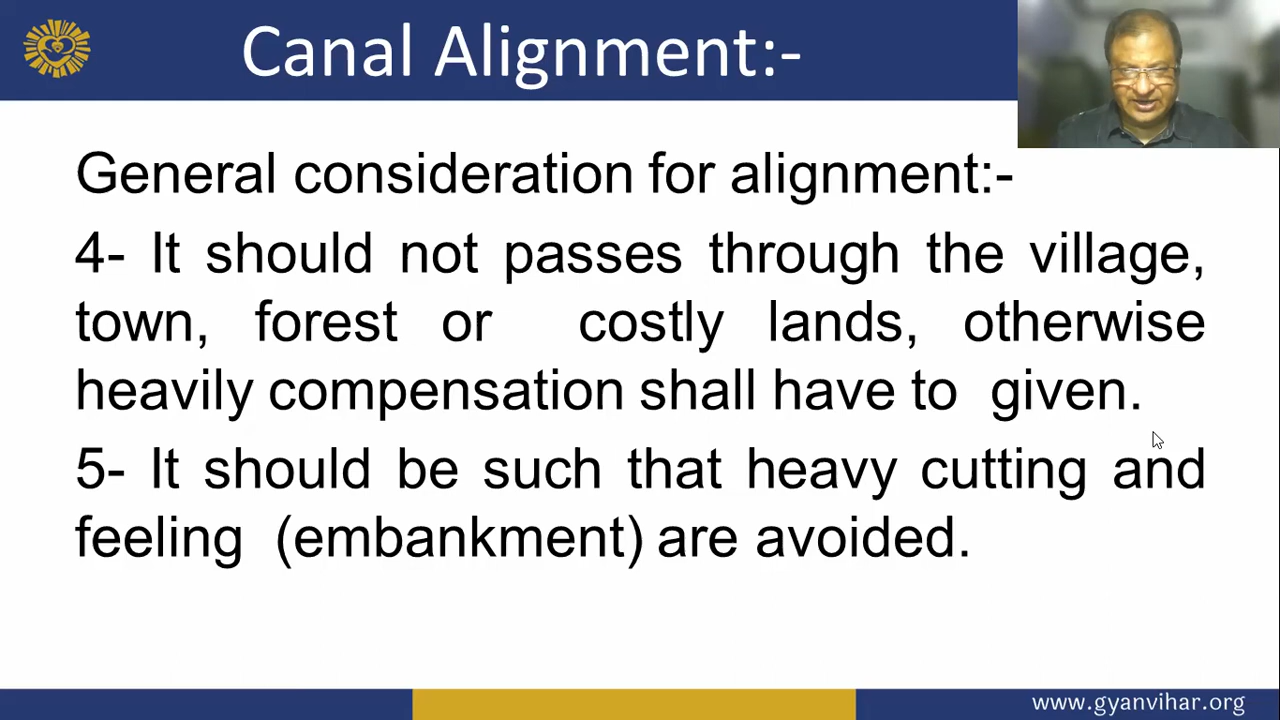 Canal Alignment:-
General consideration for alignment:-
4- It should not passes through the village,
town, forest or costly lands, otherwise
heavily compensation shall have to given.
5- It should be such that heavy cutting and
feeling (embankment) are avoided.
www.gyanvihar.org